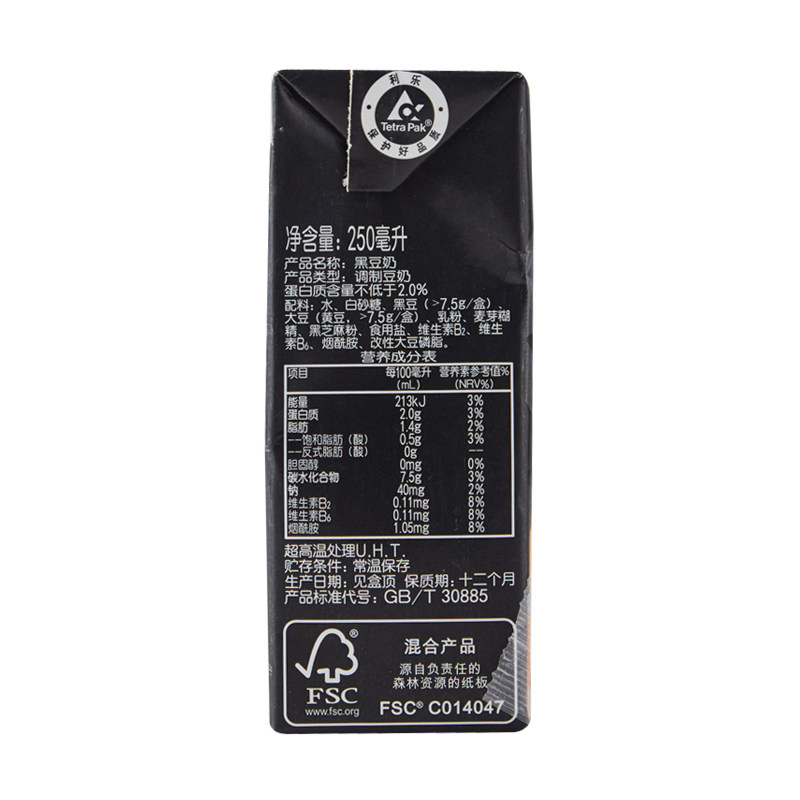 利乐
Tetra Pak®
保护好品质
净含量：250毫升
产品名称：黑豆奶
产品类型：调制豆奶
蛋白质含量不低于2.0%
配料：水、白砂糖、黑豆（>7.5g/盒）、
大豆（黄豆，>7.5g/盒）、乳粉、麦芽糊
精、黑芝麻粉、食用盐、维生素B₂、维生
素B₆、烟酰胺、改性大豆磷脂。
营养成分表
项目 每100毫升(mL) 营养素参考值%(NRV%)
能量 213kJ 3%
蛋白质 2.0g 3%
脂肪 1.4g 2%
--饱和脂肪（酸） 0.5g 3%
--反式脂肪（酸） 0g --
胆固醇 0mg 0%
碳水化合物 7.5g 3%
钠 40mg 2%
维生素B₂ 0.11mg 8%
维生素B₆ 0.11mg 8%
烟酰胺 1.05mg 8%
超高温处理U.H.T.
贮存条件：常温保存
生产日期：见盒顶 保质期：十二个月
产品标准代号：GB/T 30885
®
FSC
www.fsc.org
混合产品
源自负责任的
森林资源的纸板
FSC® C014047